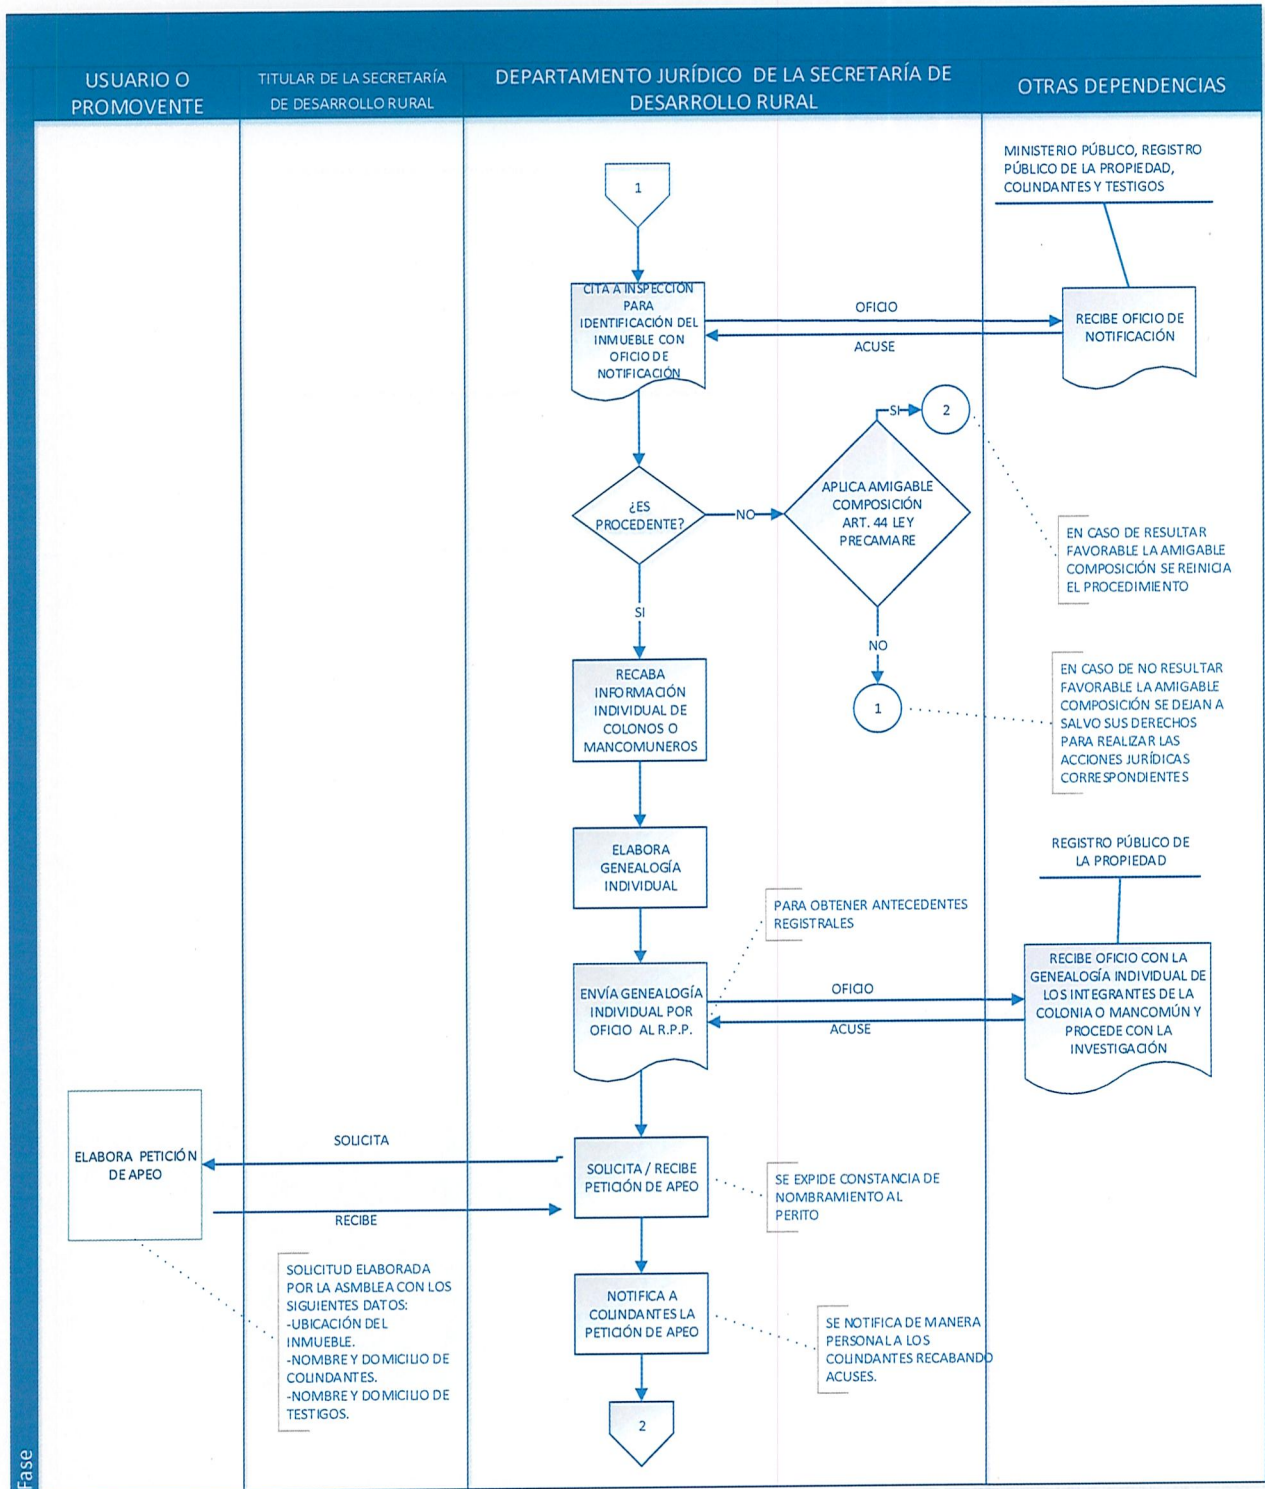 USUARIO O
PROMOVENTE
TITULAR DE LA SECRETARÍA
DE DESARROLLO RURAL
DEPARTAMENTO JURÍDICO DE LA SECRETARÍA DE
DESARROLLO RURAL
OTRAS DEPENDENCIAS
MINISTERIO PÚBLICO, REGISTRO
PÚBLICO DE LA PROPIEDAD,
COLINDANTES Y TESTIGOS
1
CITA A INSPECCIÓN
PARA
IDENTIFICACIÓN DEL
INMUEBLE CON
OFICIO DE
NOTIFICACIÓN
OFICIO
ACUSE
RECIBE OFICIO DE
NOTIFICACIÓN
¿ES
PROCEDENTE?
NO
APLICA AMIGABLE
COMPOSICIÓN
ART. 44 LEY
PRECAMARE
SI
2
EN CASO DE RESULTAR
FAVORABLE LA AMIGABLE
COMPOSICIÓN SE REINICIA
EL PROCEDIMIENTO
NO
1
EN CASO DE NO RESULTAR
FAVORABLE LA AMIGABLE
COMPOSICIÓN SE DEJAN A
SALVO SUS DERECHOS
PARA REALIZAR LAS
ACCIONES JURÍDICAS
CORRESPONDIENTES
SI
RECABA
INFORMACIÓN
INDIVIDUAL DE
COLONOS O
MANCOMUNEROS
ELABORA
GENEALOGÍA
INDIVIDUAL
PARA OBTENER ANTECEDENTES
REGISTRALES
REGISTRO PÚBLICO DE
LA PROPIEDAD
ENVÍA GENEALOGÍA
INDIVIDUAL POR
OFICIO AL R.P.P.
OFICIO
ACUSE
RECIBE OFICIO CON LA
GENEALOGÍA INDIVIDUAL DE
LOS INTEGRANTES DE LA
COLONIA O MANCOMÚN Y
PROCEDE CON LA
INVESTIGACIÓN
ELABORA PETICIÓN
DE APEO
SOLICITA
RECIBE
SOLICITA / RECIBE
PETICIÓN DE APEO
SE EXPIDE CONSTANCIA DE
NOMBRAMIENTO AL
PERITO
SOLICITUD ELABORADA
POR LA ASMBLEA CON LOS
SIGUIENTES DATOS:
-UBICACIÓN DEL
INMUEBLE.
-NOMBRE Y DOMICILIO DE
COLINDANTES.
-NOMBRE Y DOMICILIO DE
TESTIGOS.
NOTIFICA A
COLINDANTES LA
PETICIÓN DE APEO
SE NOTIFICA DE MANERA
PERSONAL A LOS
COLINDANTES RECABANDO
ACUSES.
2
Fase